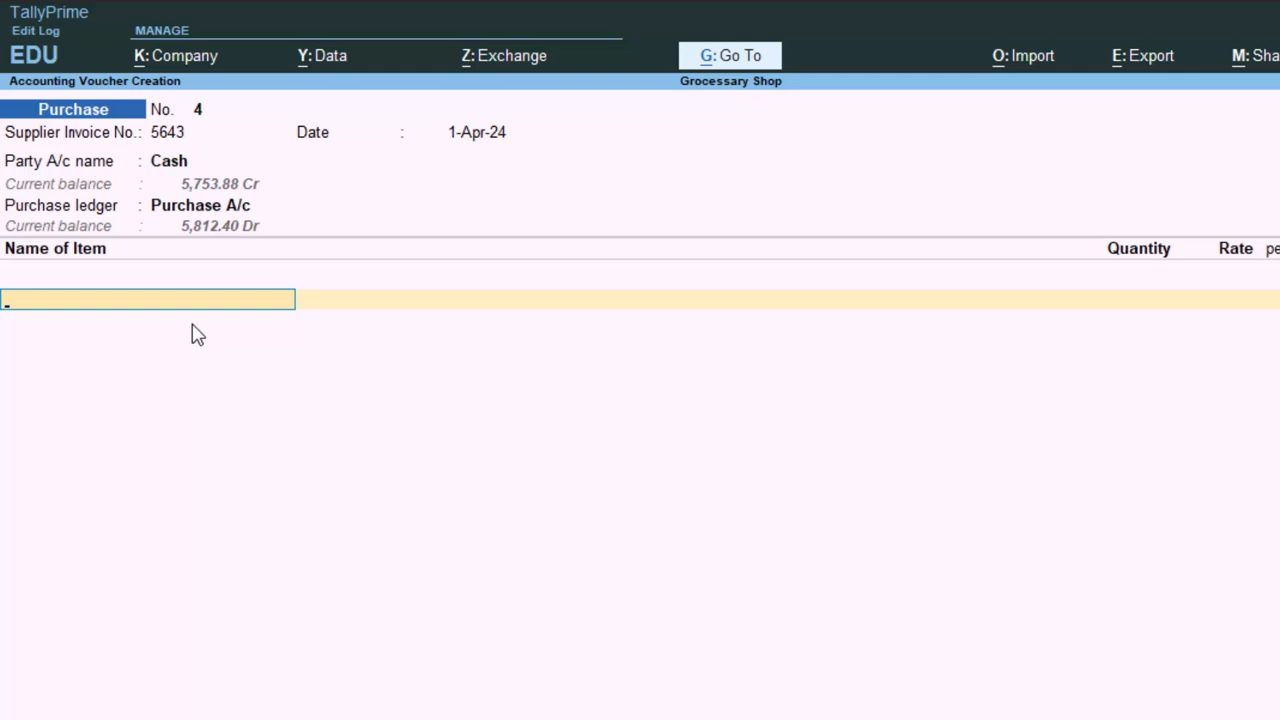 TallyPrime
Edit Log MANAGE
EDU K: Company Y: Data Z: Exchange G: Go To O: Import E: Export M: Sha
Accounting Voucher Creation Grocessary Shop
Purchase No. 4
Supplier Invoice No.: 5643 Date : 1-Apr-24
Party A/c name : Cash
Current balance : 5,753.88 Cr
Purchase ledger : Purchase A/c
Current balance : 5,812.40 Dr
Name of Item Quantity Rate pe